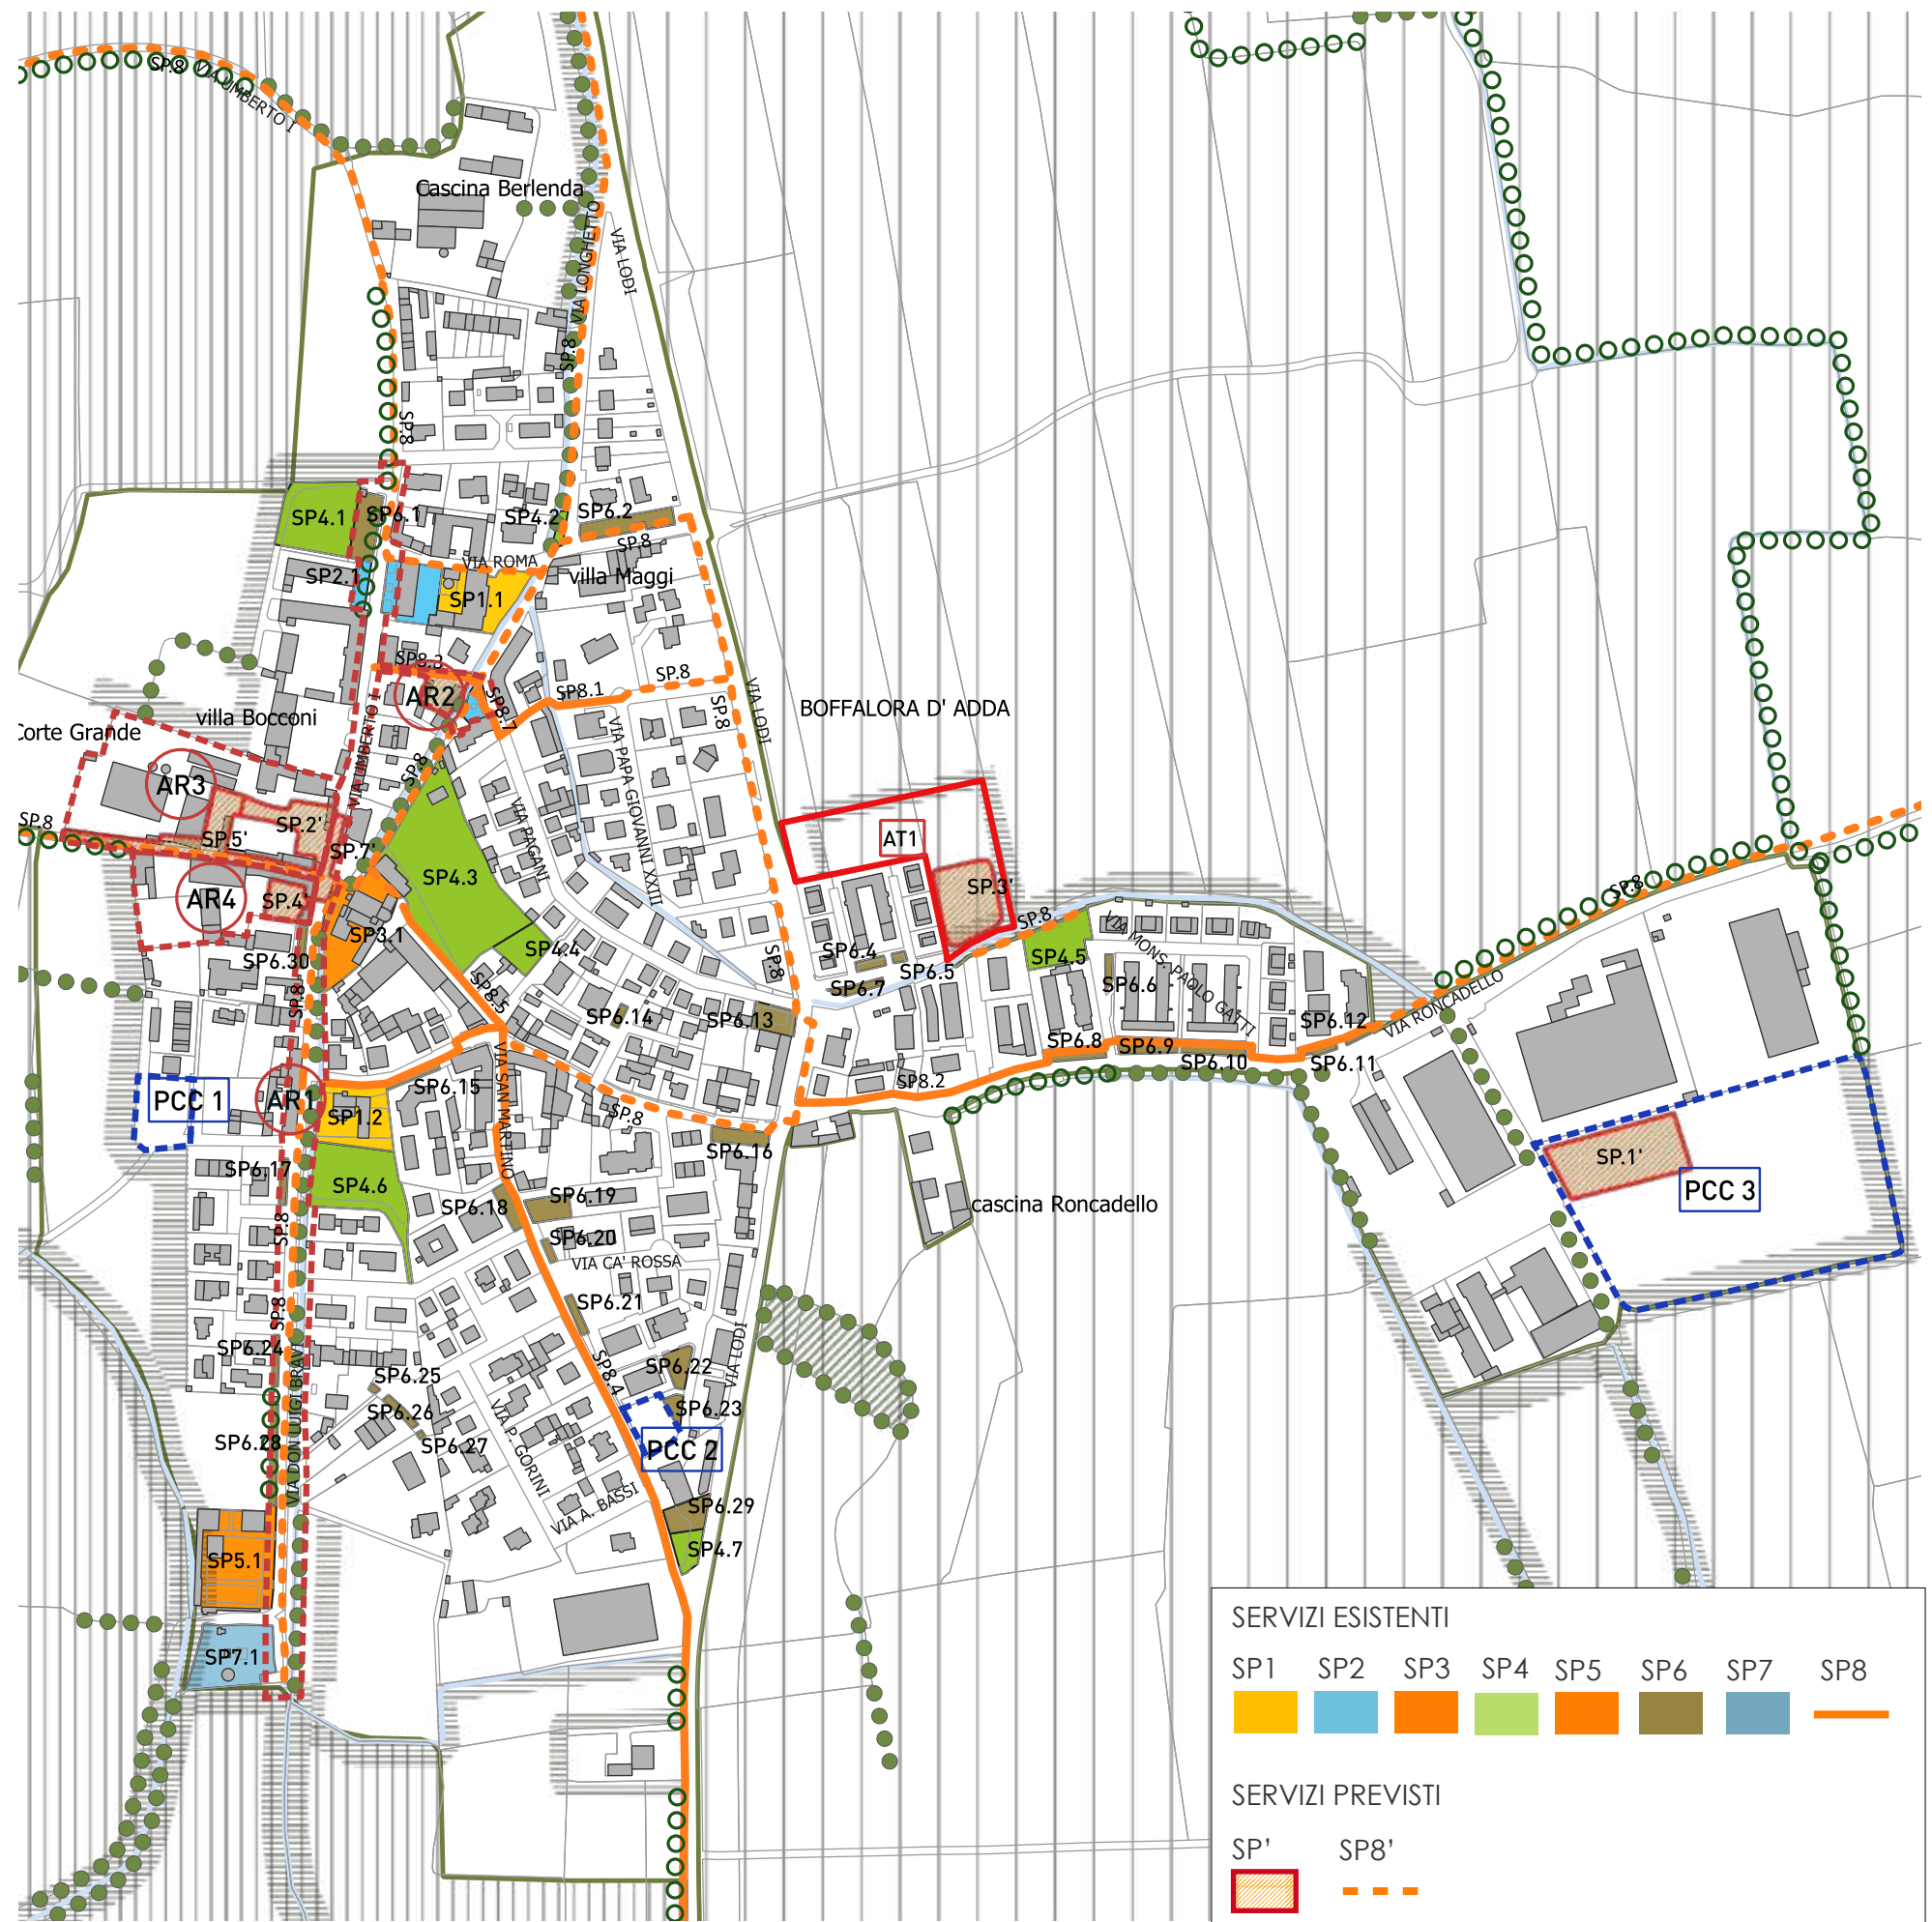 SP.8
VIA UMBERTO I
Cascina Berlenda
VIA LONGHETTO
VIA LODI
SP.8
SP.8
SP4.1
SP6.1
SP4.2
SP6.2
SP.8
VIA ROMA
villa Maggi
SP2.1
SP1.1
SP8.3
AR2
SP8.7
SP8.1
SP.8
SP.8
VIA LODI
BOFFALORA D' ADDA
villa Bocconi
Corte Grande
VIA UMBERTO I
VIA PAPA GIOVANNI XXIII
SP.8
AR3
VIA PAGANI
SP.8
SP.5'
SP.2'
SP.7'
AT1
SP4.3
SP.3'
SP.8
AR4
SP.4'
SP.8
SP3.1
SP4.4
SP6.4
SP4.5
VIA MONS. PAOLO GATTI
SP6.30
SP.8
SP6.5
SP.8
SP8.5
SP6.7
SP6.6
SP6.14
SP6.13
SP6.12
VIA RONCADELLO
SP6.8
SP6.9
SP6.10
SP6.11
SP6.15
SP8.2
PCC 1
AR1
SP1.2
SP.8
VIA SAN MARTINO
SP6.16
SP.1'
PCC 3
SP6.17
SP4.6
SP6.18
SP6.19
cascina Roncadello
SP.8
SP6.20
VIA CA' ROSSA
SP6.21
SP.8
SP6.24
VIA DON LUIGI BRAVI
SP6.25
SP8.4
SP6.22
VIA LODI
SP6.26
SP6.23
SP6.28
SP6.27
VIA P. GORINI
PCC 2
VIA A. BASSI
SP6.29
SP4.7
SP5.1
SP7.1
SERVIZI ESISTENTI
SP1 SP2 SP3 SP4 SP5 SP6 SP7 SP8
SERVIZI PREVISTI
SP' SP8'